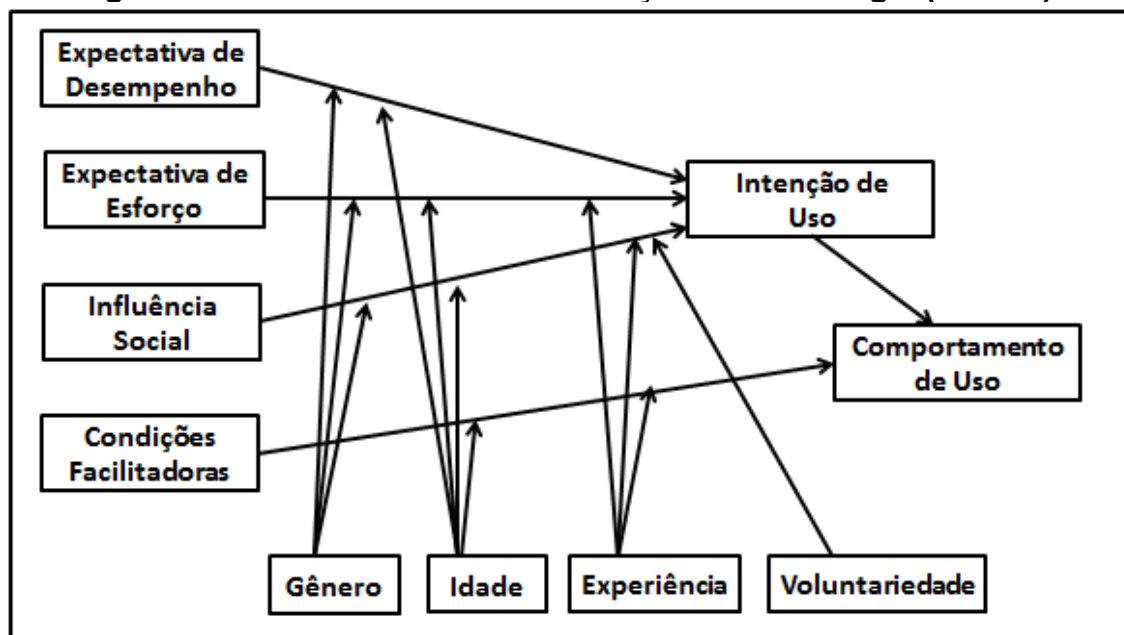 Expectativa de
Desempenho
Expectativa de
Esforço
Intenção de
Uso
Influência
Social
Comportamento
de Uso
Condições
Facilitadoras
Gênero
Idade
Experiência
Voluntariedade